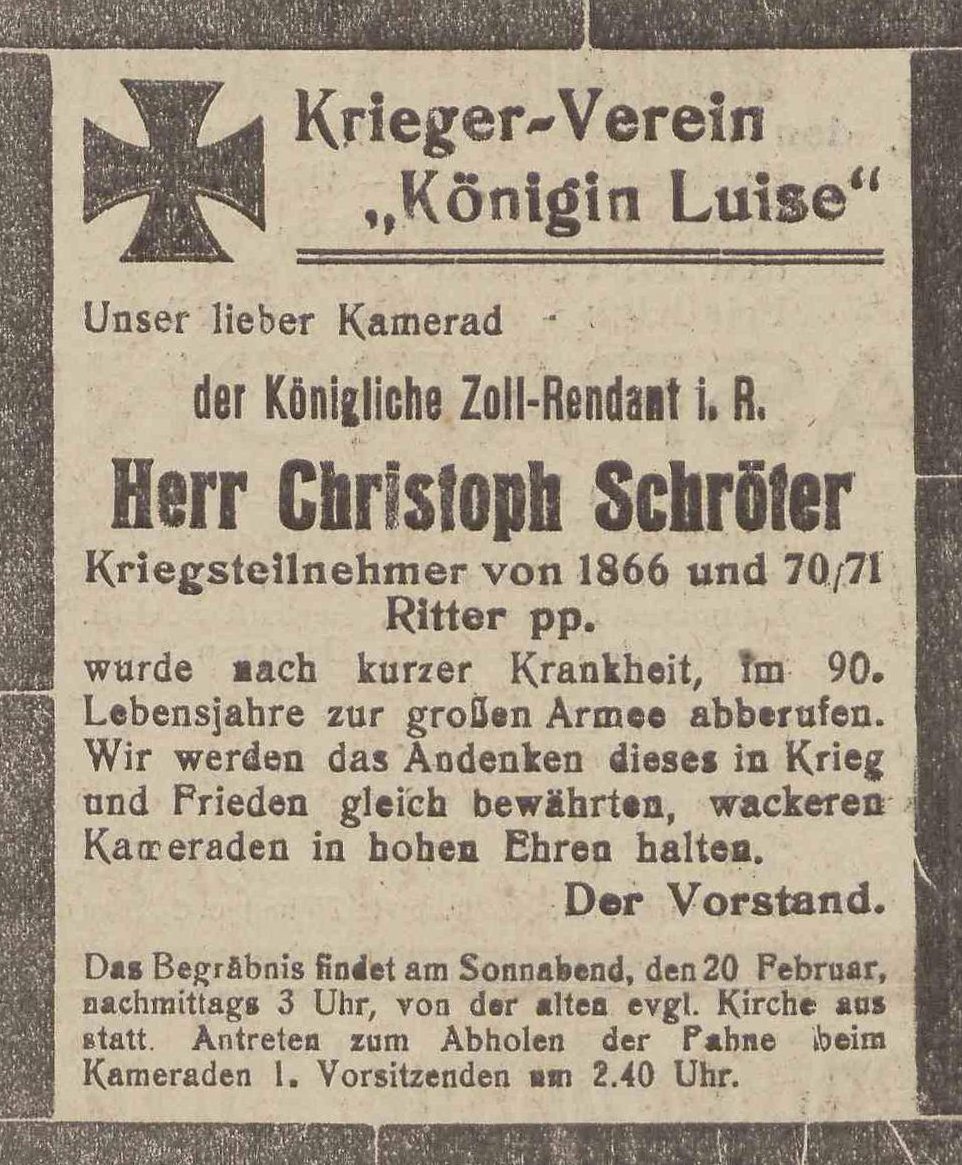 Krieger-Verein
„Königin Luise“
Unser lieber Kamerad
der Königliche Zoll-Rendant i. R.
Herr Christoph Schröter
Kriegsteilnehmer von 1866 und 70/71
Ritter pp.
wurde nach kurzer Krankheit, im 90.
Lebensjahre zur großen Armee abberufen.
Wir werden das Andenken dieses in Krieg
und Frieden gleich bewährten, wackeren
Kameraden in hohen Ehren halten.
Der Vorstand.
Das Begräbnis findet am Sonnabend, den 20 Februar,
nachmittags 3 Uhr, von der alten evgl. Kirche aus
statt. Antreten zum Abholen der Fahne beim
Kameraden 1. Vorsitzenden um 2.40 Uhr.